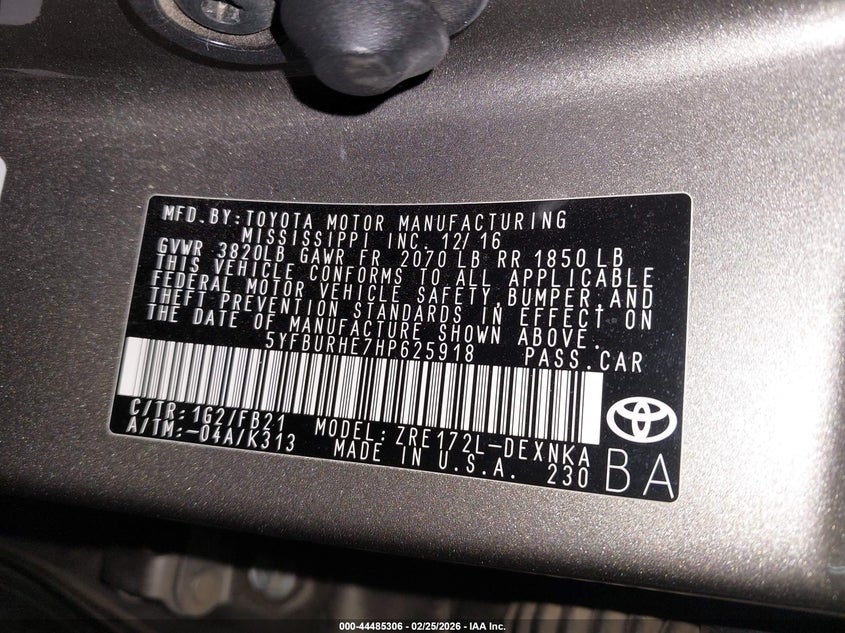 MFD.BY:TOYOTA MOTOR MANUFACTURING
MISSISSIPPI INC. 12/16
GVWR 3820LB GAWR FR 2070 LB RR 1850 LB
THIS VEHICLE CONFORMS TO ALL APPLICABLE
FEDERAL MOTOR VEHICLE SAFETY,BUMPER,AND
THEFT PREVENTION STANDARDS IN EFFECT ON
THE DATE OF MANUFACTURE SHOWN ABOVE.
5YFBURHE7HP625918 PASS.CAR
C/TR:1G2/FB21 MODEL:ZRE172L-DEXNKA
A/TM:-04A/K313 MADE IN U.S.A. 230
BA
000-44485306 - 02/25/2026 - IAA Inc.